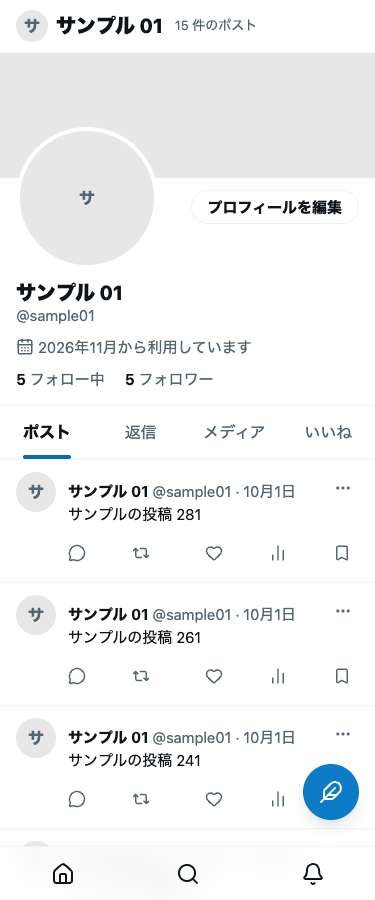 サ サンプル 01 15 件のポスト
サ
プロフィールを編集
サンプル 01
@sample01
2026年11月から利用しています
5 フォロー中 5 フォロワー
ポスト 返信 メディア いいね
サ サンプル 01 @sample01 · 10月1日
サンプルの投稿 281
サ サンプル 01 @sample01 · 10月1日
サンプルの投稿 261
サ サンプル 01 @sample01 · 10月1日
サンプルの投稿 241